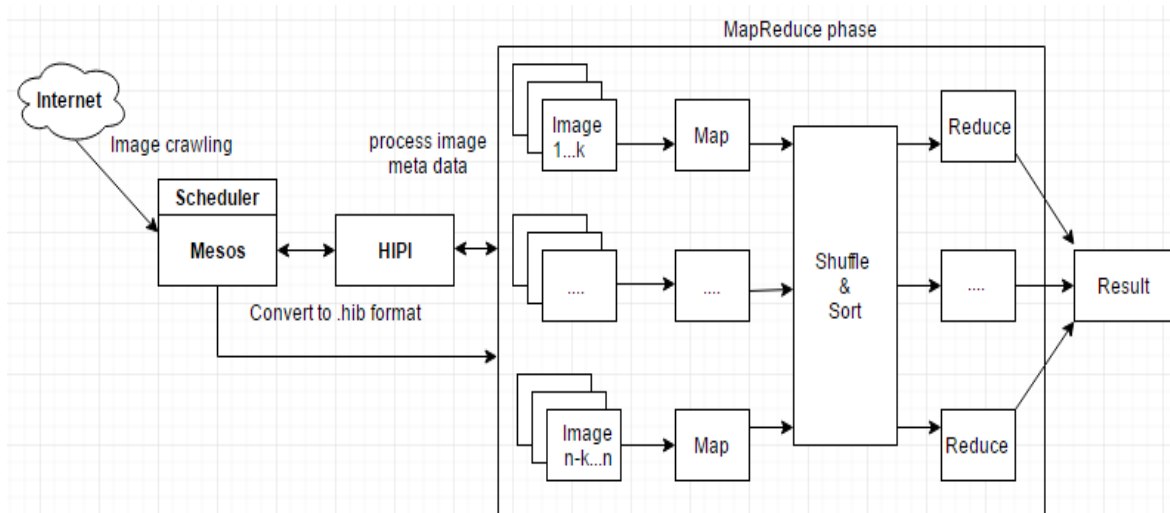 MapReduce phase
Internet
Image crawling
process image
meta data
Scheduler
Mesos
HIPI
Convert to .hib format
Image
1...k
Map
Reduce
....
....
Shuffle
&
Sort
....
Result
Image
n-k...n
Map
Reduce